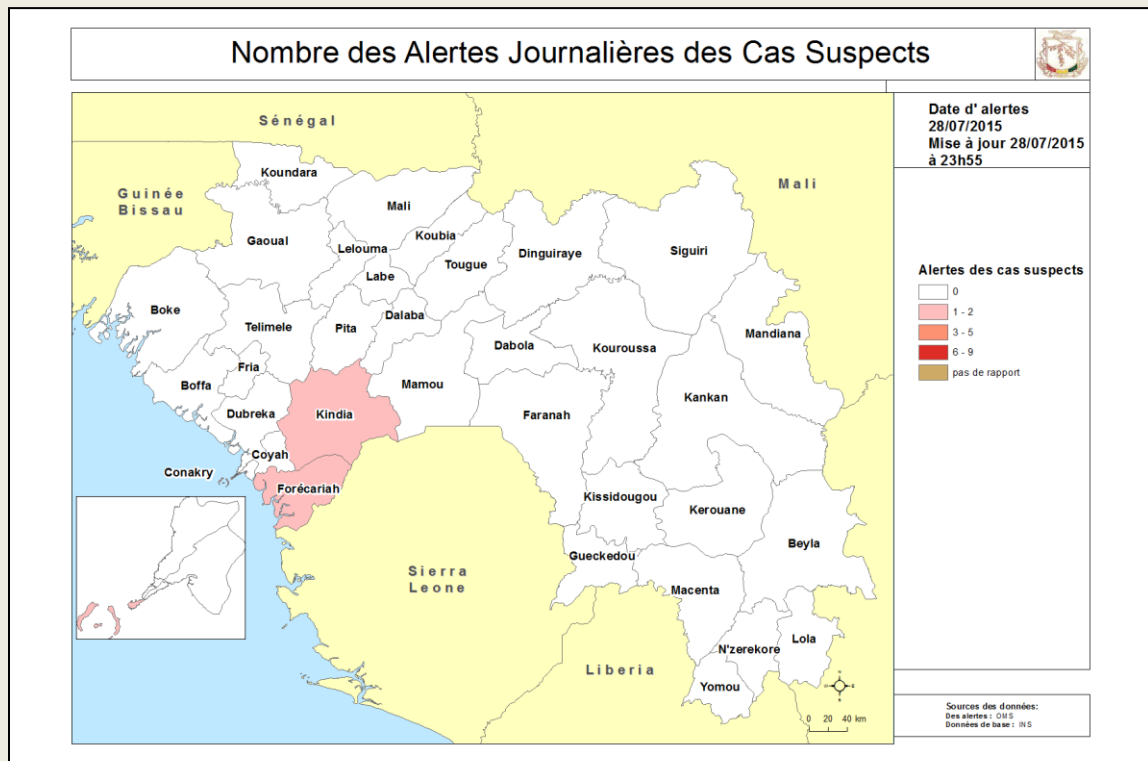 Nombre des Alertes Journalières des Cas Suspects
Date d' alertes
28/07/2015
Mise à jour 28/07/2015
à 23h55
Sénégal
Guinée
Bissau
Mali
Koundara
Mali
Gaoual
Koubia
Lelouma
Tougue
Dinguiraye
Siguiri
Labe
Boke
Telimele
Pita
Dalaba
Dabola
Kouroussa
Mandiana
Fria
Boffa
Mamou
Kankan
Dubreka
Kindia
Faranah
Coyah
Conakry
Forécariah
Kissidougou
Kerouane
Beyla
Gueckedou
Sierra
Leone
Macenta
N'zerekore
Lola
Liberia
Yomou
0 20 40 km
Alertes des cas suspects
0
1 - 2
3 - 5
6 - 9
pas de rapport
Sources des données:
Des alertes : OMS
Données de base : INS